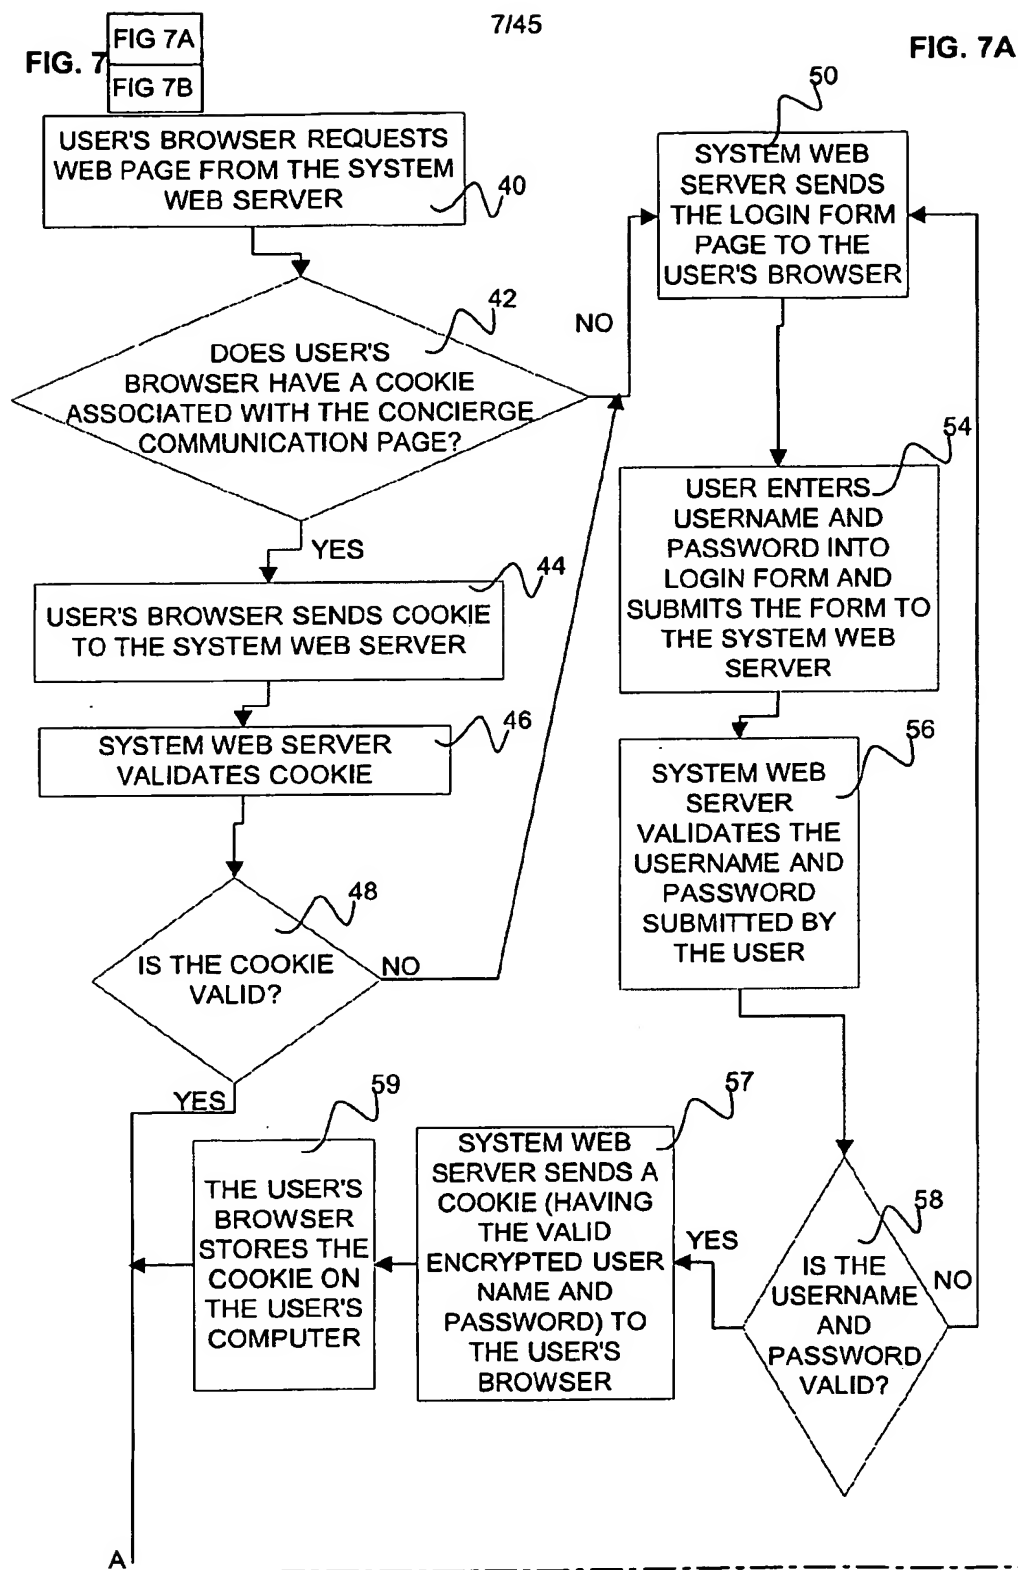 7/45
FIG. 7
FIG 7A
FIG 7B
FIG. 7A
USER'S BROWSER REQUESTS
WEB PAGE FROM THE SYSTEM
WEB SERVER
40
42
DOES USER'S
BROWSER HAVE A COOKIE
ASSOCIATED WITH THE CONCIERGE
COMMUNICATION PAGE?
NO
YES
44
USER'S BROWSER SENDS COOKIE
TO THE SYSTEM WEB SERVER
46
SYSTEM WEB SERVER
VALIDATES COOKIE
48
IS THE COOKIE
VALID?
NO
YES
50
SYSTEM WEB
SERVER SENDS
THE LOGIN FORM
PAGE TO THE
USER'S BROWSER
54
USER ENTERS
USERNAME AND
PASSWORD INTO
LOGIN FORM AND
SUBMITS THE FORM TO
THE SYSTEM WEB
SERVER
56
SYSTEM WEB
SERVER
VALIDATES THE
USERNAME AND
PASSWORD
SUBMITTED BY
THE USER
58
IS THE
USERNAME
AND
PASSWORD
VALID?
NO
YES
57
SYSTEM WEB
SERVER SENDS A
COOKIE (HAVING
THE VALID
ENCRYPTED USER
NAME AND
PASSWORD) TO
THE USER'S
BROWSER
59
THE USER'S
BROWSER
STORES THE
COOKIE ON
THE USER'S
COMPUTER
A